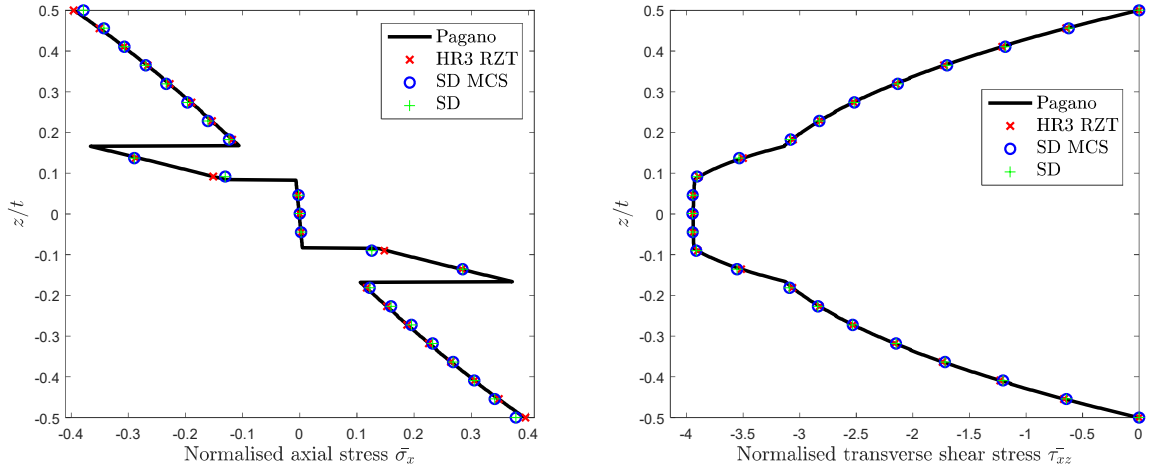 0.5
0.4
0.3
0.2
0.1
0
-0.1
-0.2
-0.3
-0.4
-0.5
z/t
-0.4 -0.3 -0.2 -0.1 0 0.1 0.2 0.3 0.4
Normalised axial stress σ̄x
Pagano
HR3 RZT
SD MCS
SD
0.5
0.4
0.3
0.2
0.1
0
-0.1
-0.2
-0.3
-0.4
-0.5
z/t
-4 -3.5 -3 -2.5 -2 -1.5 -1 -0.5 0
Normalised transverse shear stress τ̄xz
Pagano
HR3 RZT
SD MCS
SD